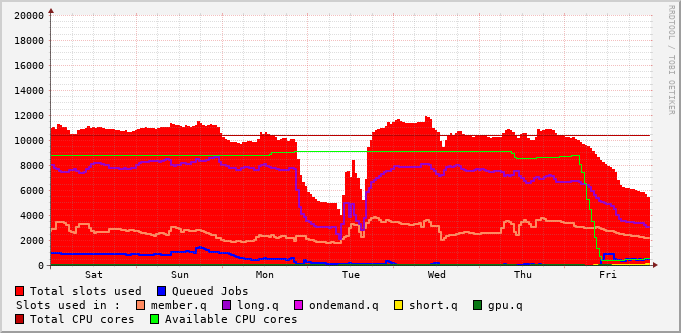 RRDTOOL / TOBI OETIKER
20000
18000
16000
14000
12000
10000
8000
6000
4000
2000
0
Sat Sun Mon Tue Wed Thu Fri
Total slots used Queued Jobs
Slots used in : member.q long.q ondemand.q short.q gpu.q
Total CPU cores Available CPU cores